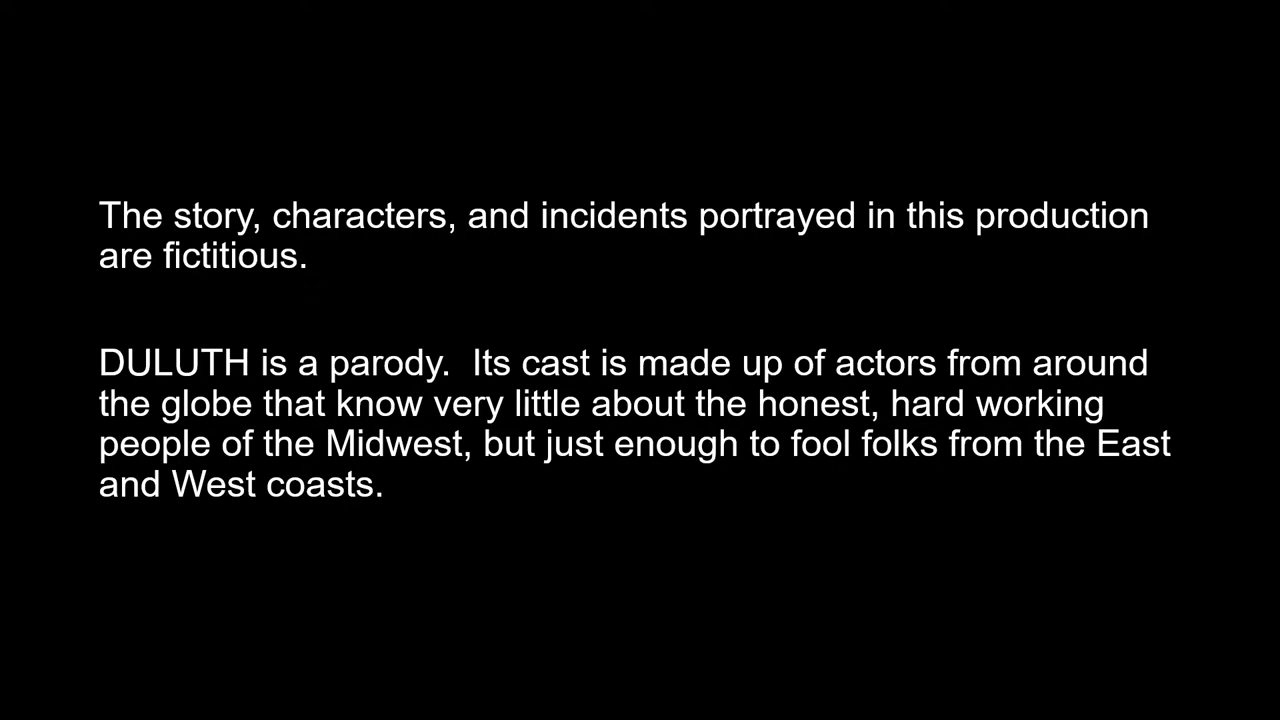 The story, characters, and incidents portrayed in this production
are fictitious.
DULUTH is a parody.  Its cast is made up of actors from around
the globe that know very little about the honest, hard working
people of the Midwest, but just enough to fool folks from the East
and West coasts.